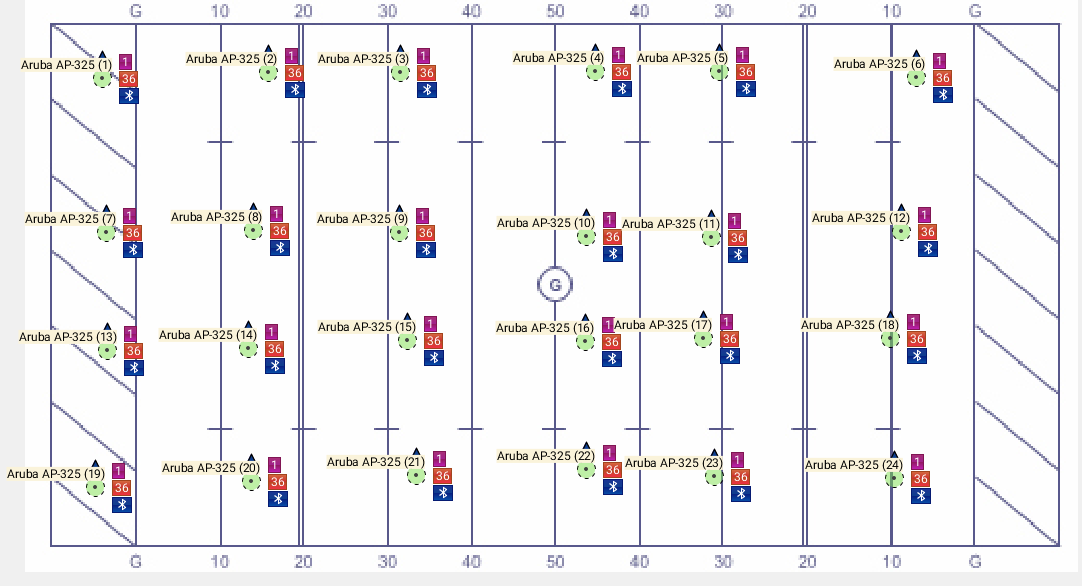 G 10 20 30 40 50 40 30 20 10 G
Aruba AP-325 (1) 1 36
Aruba AP-325 (2) 1 36
Aruba AP-325 (3) 1 36
Aruba AP-325 (4) 1 36
Aruba AP-325 (5) 1 36
Aruba AP-325 (6) 1 36
Aruba AP-325 (7) 1 36
Aruba AP-325 (8) 1 36
Aruba AP-325 (9) 1 36
Aruba AP-325 (10) 1 36
Aruba AP-325 (11) 1 36
Aruba AP-325 (12) 1 36
G
Aruba AP-325 (13) 1 36
Aruba AP-325 (14) 1 36
Aruba AP-325 (15) 1 36
Aruba AP-325 (16) 1 36
Aruba AP-325 (17) 1 36
Aruba AP-325 (18) 1 36
Aruba AP-325 (19) 1 36
Aruba AP-325 (20) 1 36
Aruba AP-325 (21) 1 36
Aruba AP-325 (22) 1 36
Aruba AP-325 (23) 1 36
Aruba AP-325 (24) 1 36
G 10 20 30 40 50 40 30 20 10 G